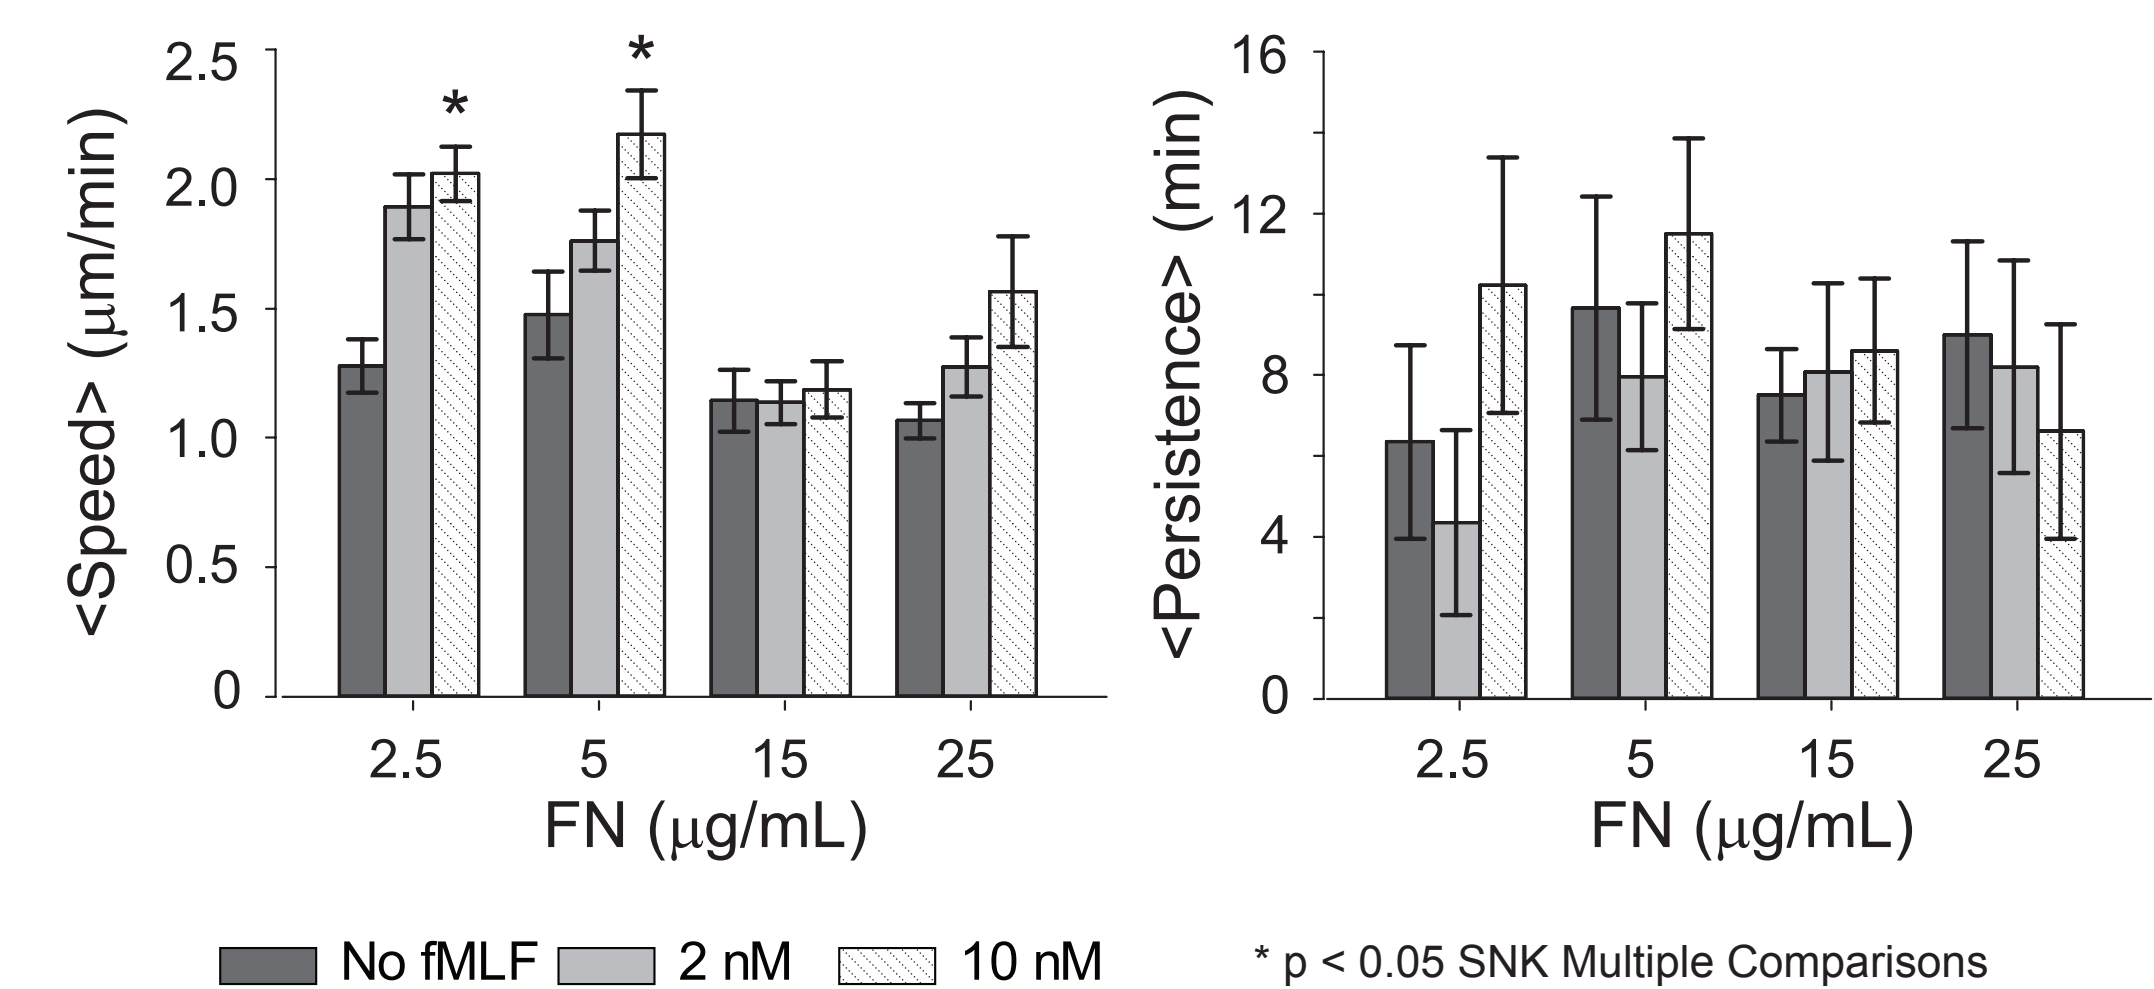 <Speed> (μm/min)
2.5
2.0
1.5
1.0
0.5
0
*
*
2.5 5 15 25
FN (μg/mL)
<Persistence> (min)
16
12
8
4
0
2.5 5 15 25
FN (μg/mL)
No fMLF 2 nM 10 nM
* p < 0.05 SNK Multiple Comparisons